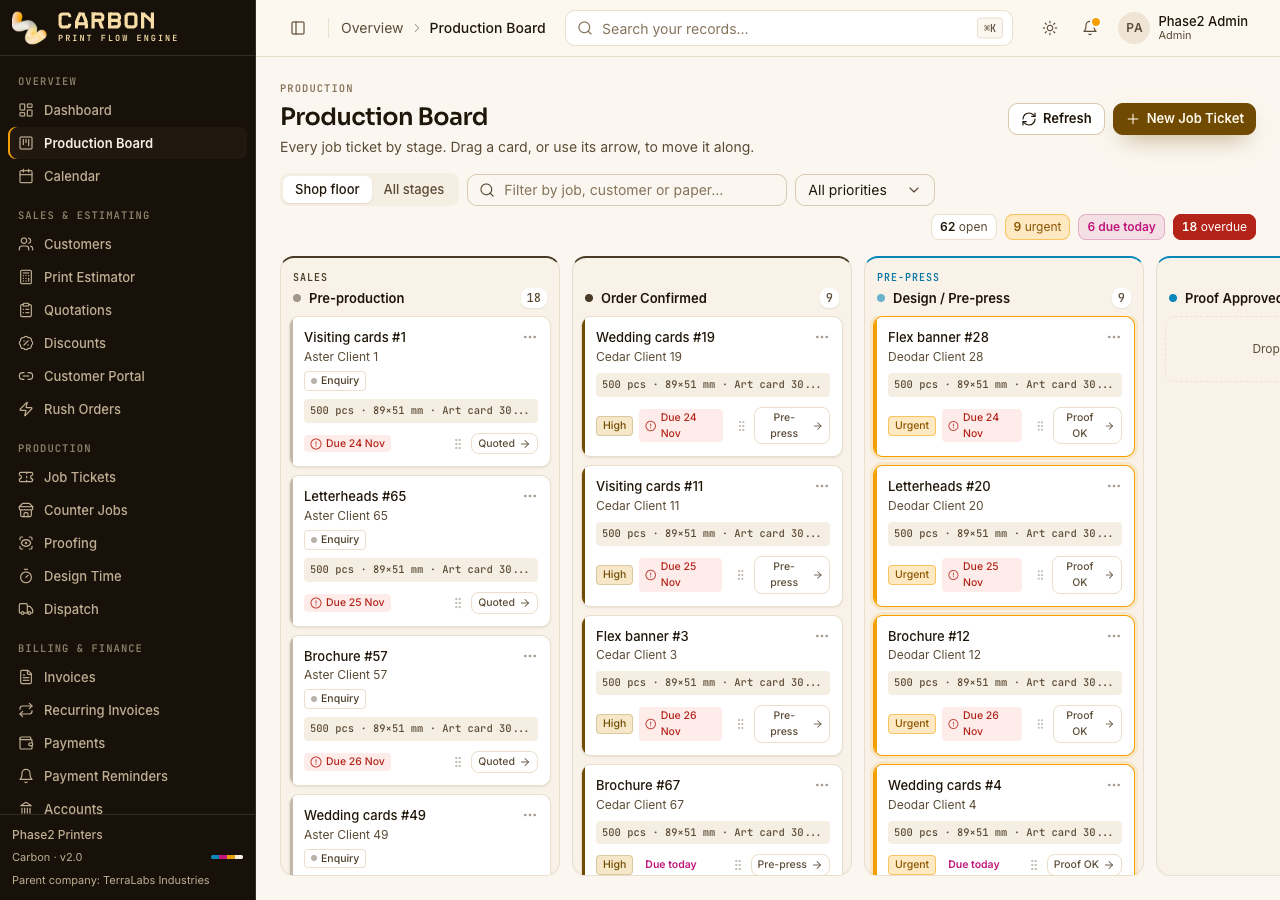 CARBON
PRINT FLOW ENGINE
OVERVIEW
Dashboard
Production Board
Calendar
SALES & ESTIMATING
Customers
Print Estimator
Quotations
Discounts
Customer Portal
Rush Orders
PRODUCTION
Job Tickets
Counter Jobs
Proofing
Design Time
Dispatch
BILLING & FINANCE
Invoices
Recurring Invoices
Payments
Payment Reminders
Accounts
Phase2 Printers
Carbon · v2.0
Parent company: TerraLabs Industries
Overview > Production Board
Search your records...
⌘K
PA
Phase2 Admin
Admin
PRODUCTION
Production Board
Every job ticket by stage. Drag a card, or use its arrow, to move it along.
Refresh
+ New Job Ticket
Shop floor
All stages
Filter by job, customer or paper...
All priorities
62 open
9 urgent
6 due today
18 overdue
SALES
Pre-production
18
Visiting cards #1
Aster Client 1
Enquiry
500 pcs · 89×51 mm · Art card 30...
Due 24 Nov
Quoted →
Letterheads #65
Aster Client 65
Enquiry
500 pcs · 89×51 mm · Art card 30...
Due 25 Nov
Quoted →
Brochure #57
Aster Client 57
Enquiry
500 pcs · 89×51 mm · Art card 30...
Due 26 Nov
Quoted →
Wedding cards #49
Aster Client 49
Enquiry
Order Confirmed
9
Wedding cards #19
Cedar Client 19
500 pcs · 89×51 mm · Art card 30...
High
Due 24
Nov
Pre-
press →
Visiting cards #11
Cedar Client 11
500 pcs · 89×51 mm · Art card 30...
High
Due 25
Nov
Pre-
press →
Flex banner #3
Cedar Client 3
500 pcs · 89×51 mm · Art card 30...
High
Due 26
Nov
Pre-
press →
Brochure #67
Cedar Client 67
500 pcs · 89×51 mm · Art card 30...
High
Due today
Pre-press →
PRE-PRESS
Design / Pre-press
9
Flex banner #28
Deodar Client 28
500 pcs · 89×51 mm · Art card 30...
Urgent
Due 24
Nov
Proof
OK →
Letterheads #20
Deodar Client 20
500 pcs · 89×51 mm · Art card 30...
Urgent
Due 25
Nov
Proof
OK →
Brochure #12
Deodar Client 12
500 pcs · 89×51 mm · Art card 30...
Urgent
Due 26
Nov
Proof
OK →
Wedding cards #4
Deodar Client 4
500 pcs · 89×51 mm · Art card 30...
Urgent
Due today
Proof OK →
Proof Approved
Drop